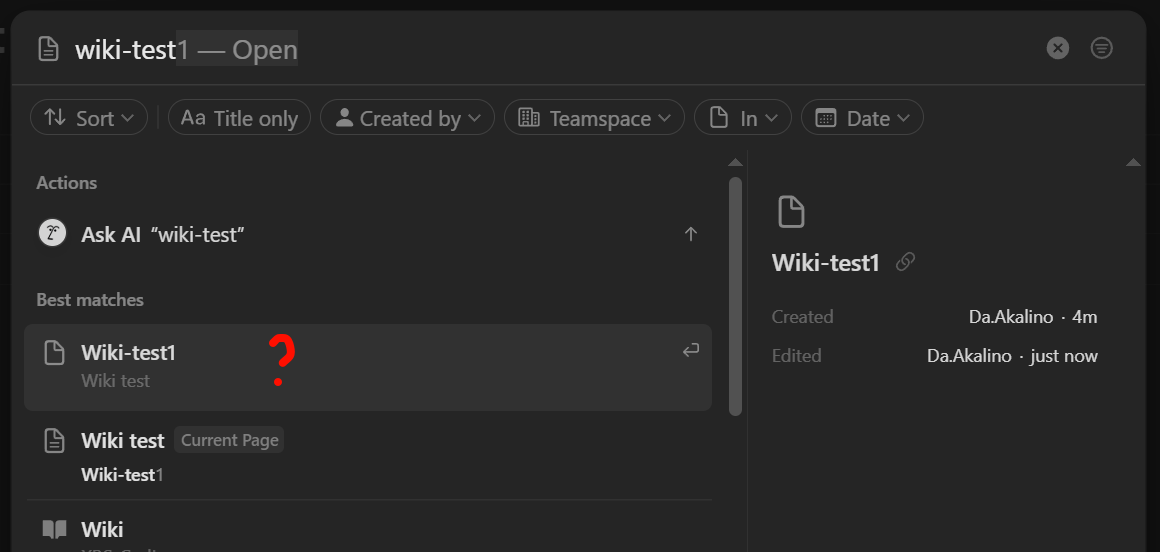 wiki-test1 — Open
Sort Aa Title only Created by Teamspace In Date
Actions
Ask AI “wiki-test”
Best matches
Wiki-test1
Wiki test
?
Wiki test Current Page
Wiki-test1
Wiki
Wiki-test1
Created Da.Akalino · 4m
Edited Da.Akalino · just now